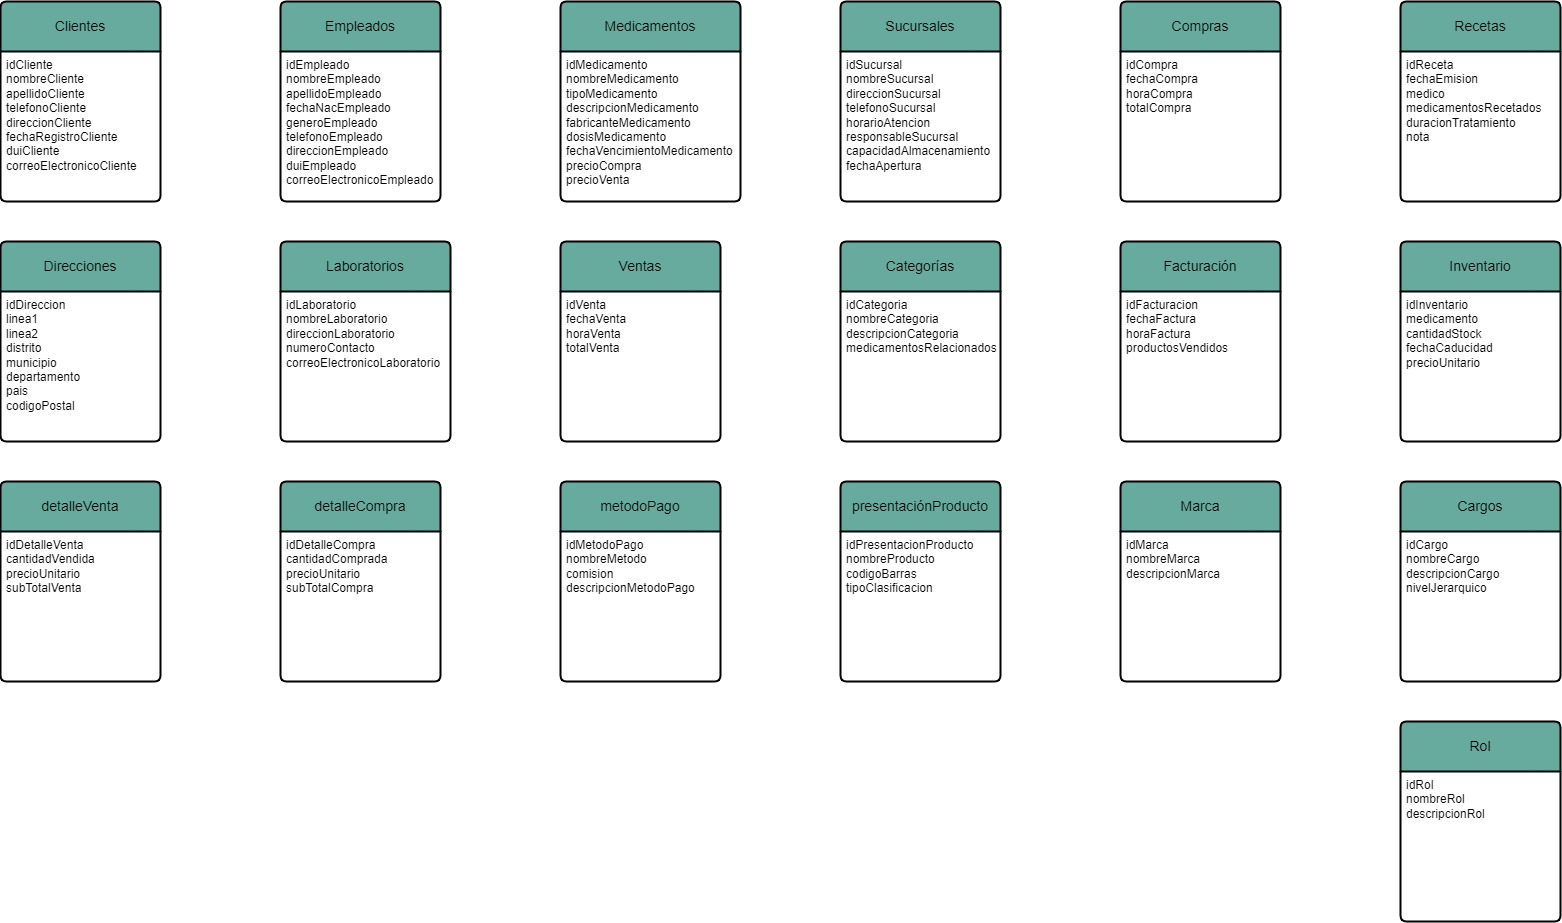 Clientes
idCliente
nombreCliente
apellidoCliente
telefonoCliente
direccionCliente
fechaRegistroCliente
duiCliente
correoElectronicoCliente
Empleados
idEmpleado
nombreEmpleado
apelidoEmpleado
fechaNacEmpleado
generoEmpleado
telefonoEmpleado
direccionEmpleado
duiEmpleado
correoElectronicoEmpleado
Medicamentos
idMedicamento
nombreMedicamento
tipoMedicamento
descripcionMedicamento
fabricanteMedicamento
dosisMedicamento
fechaVencimientoMedicamento
precioCompra
precioVenta
Sucursales
idSucursal
nombreSucursal
direccionSucursal
telefonoSucursal
horarioAtencion
responsableSucursal
capacidadAlmacenamiento
fechaApertura
Compras
idCompra
fechaCompra
horaCompra
totalCompra
Recetas
idReceta
fechaEmision
medico
medicamentosRecetados
duracionTratamiento
nota
Direcciones
idDireccion
linea1
linea2
distrito
municipio
departamento
pais
codigoPostal
Laboratorios
idLaboratorio
nombreLaboratorio
direccionLaboratorio
numeroContacto
correoElectronicoLaboratorio
Ventas
idVenta
fechaVenta
horaVenta
totalVenta
Categorías
idCategoria
nombreCategoria
descripcionCategoria
medicamentosRelacionados
Facturación
idFacturacion
fechaFactura
horaFactura
productosVendidos
Inventario
idInventario
medicamento
cantidadStock
fechaCaducidad
precioUnitario
detalleVenta
idDetalleVenta
cantidadVendida
precioUnitario
subTotalVenta
detalleCompra
idDetalleCompra
cantidadComprada
precioUnitario
subTotalCompra
metodoPago
idMetodoPago
nombreMetodo
comision
descripcionMetodoPago
presentaciónProducto
idPresentacionProducto
nombreProducto
codigoBarras
tipoClasificacion
Marca
idMarca
nombreMarca
descripcionMarca
Cargos
idCargo
nombreCargo
descripcionCargo
nivelJerarquico
Rol
idRol
nombreRol
descripcionRol